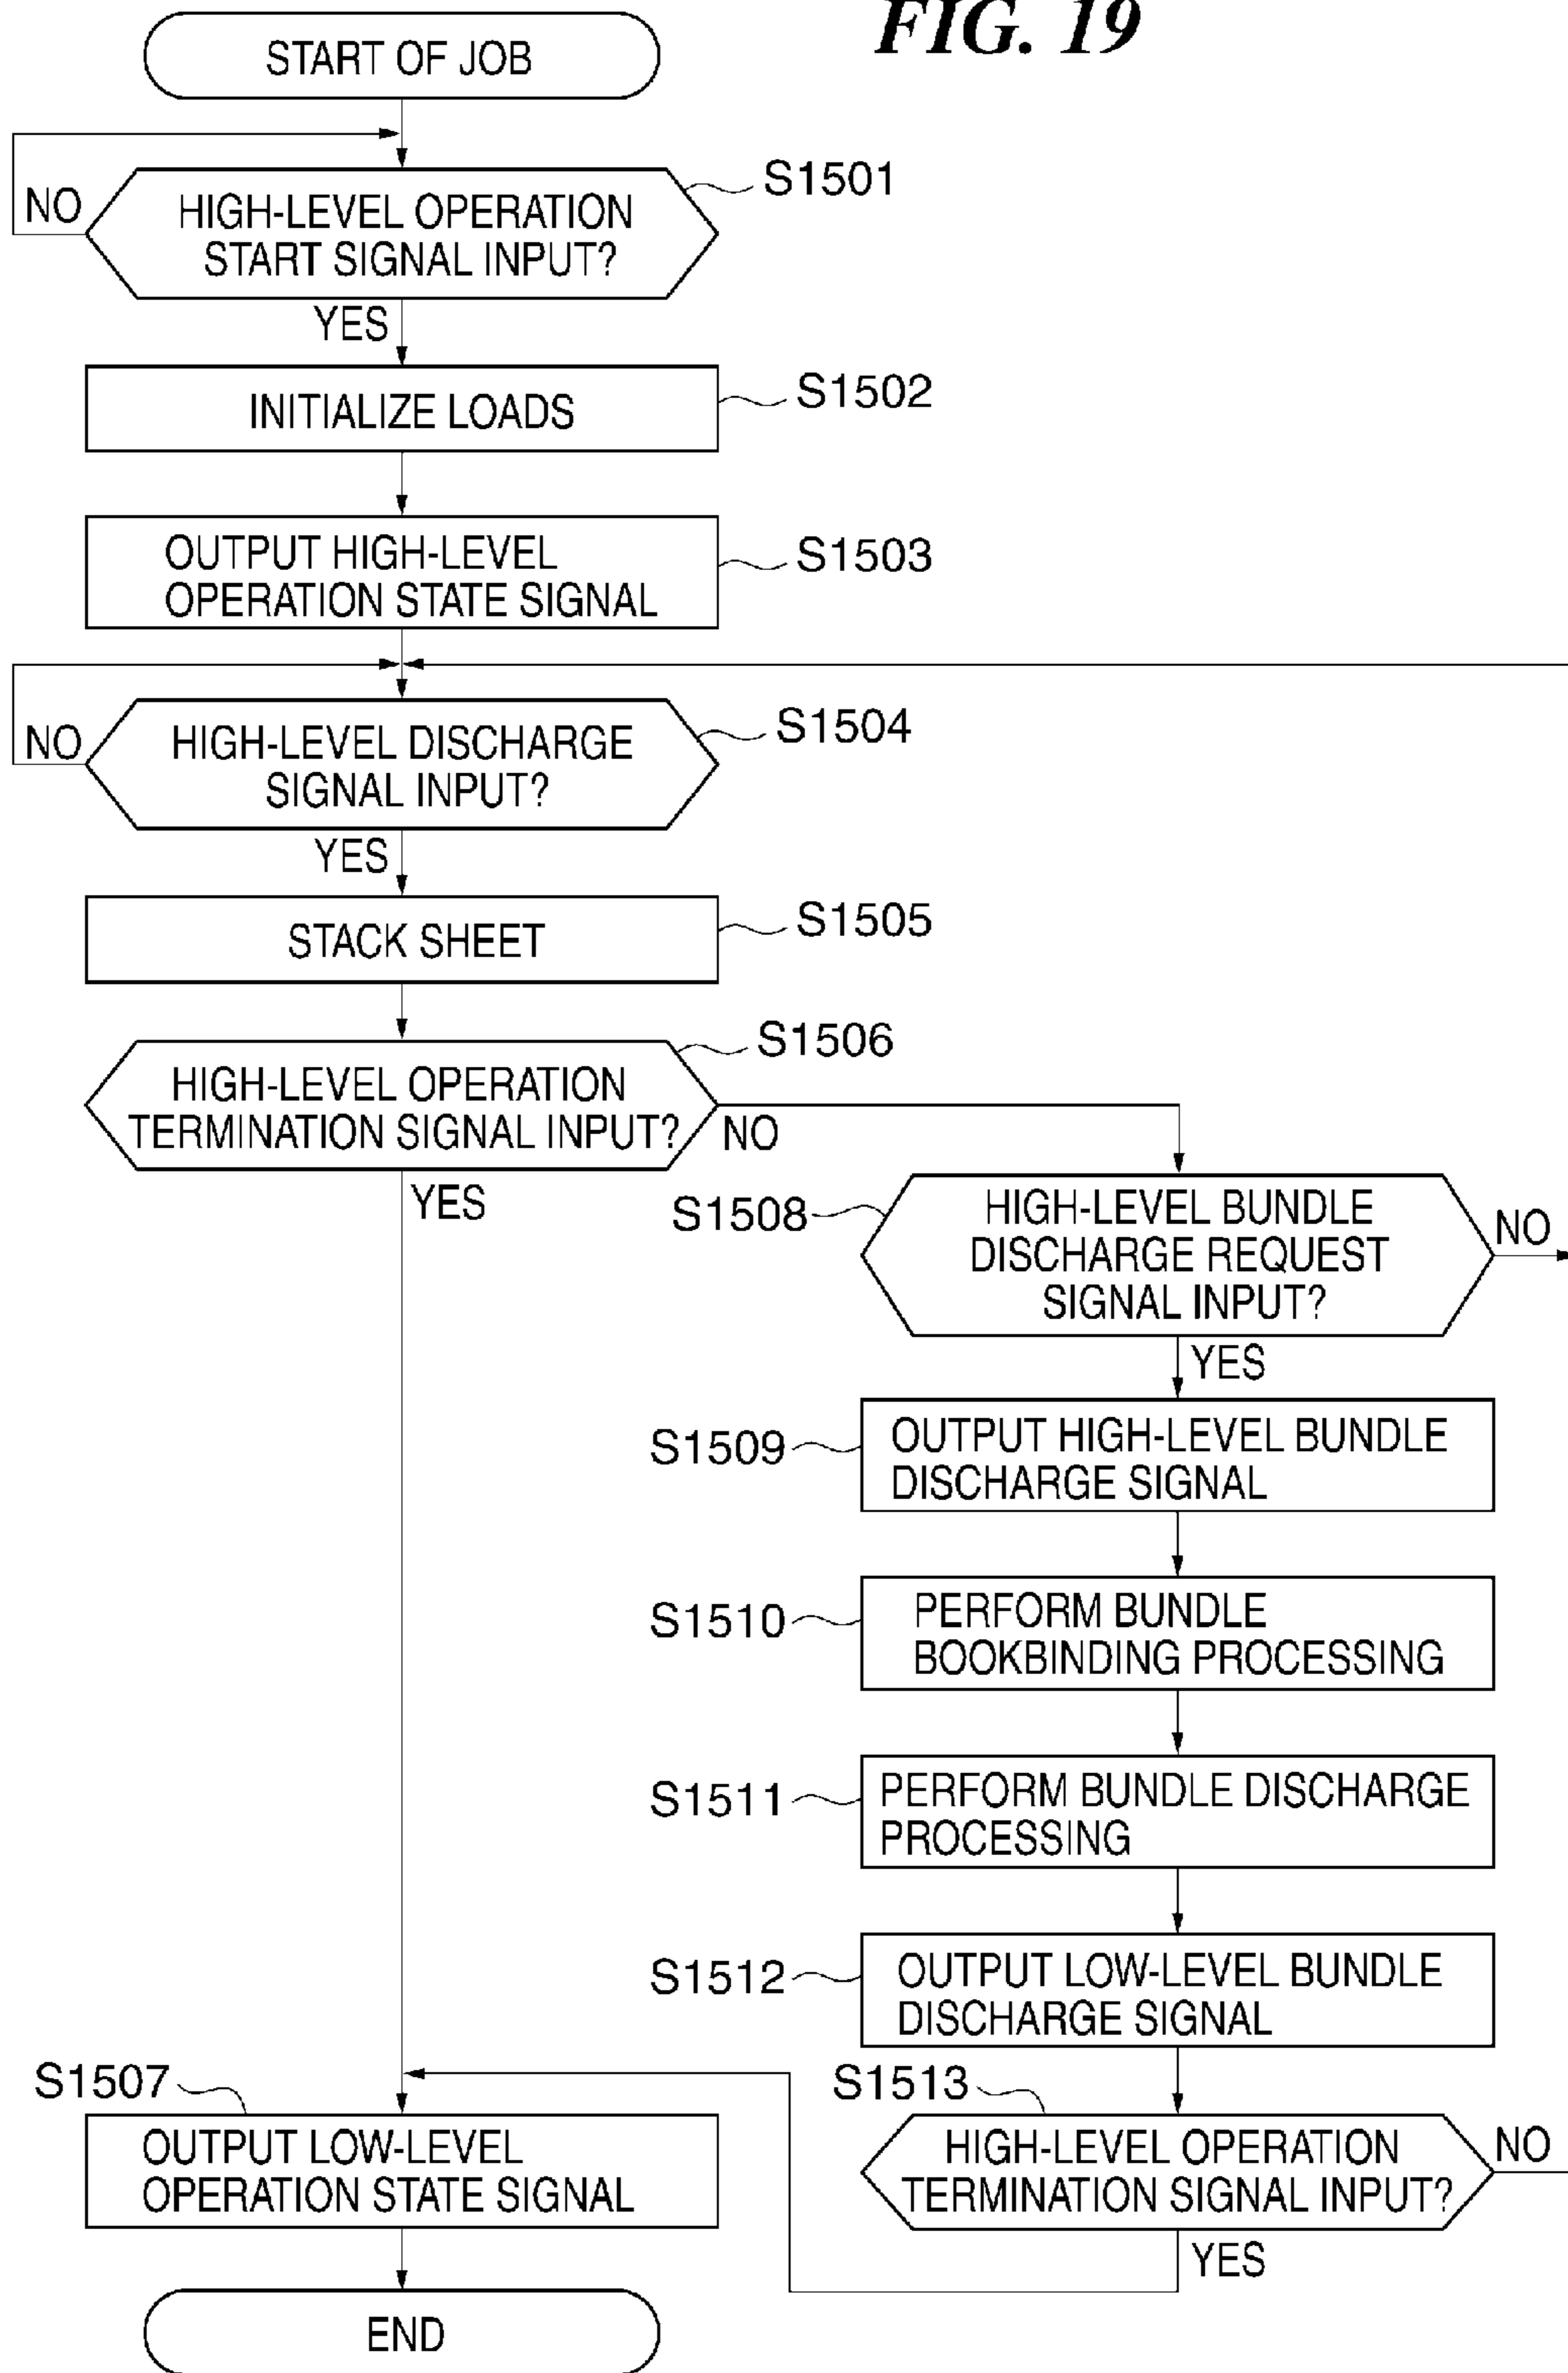 FIG. 19
START OF JOB
NO
HIGH-LEVEL OPERATION
START SIGNAL INPUT?
S1501
YES
INITIALIZE LOADS
S1502
OUTPUT HIGH-LEVEL
OPERATION STATE SIGNAL
S1503
NO
HIGH-LEVEL DISCHARGE
SIGNAL INPUT?
S1504
YES
STACK SHEET
S1505
S1506
HIGH-LEVEL OPERATION
TERMINATION SIGNAL INPUT?
NO
YES
S1508
HIGH-LEVEL BUNDLE
DISCHARGE REQUEST
SIGNAL INPUT?
NO
YES
S1509
OUTPUT HIGH-LEVEL BUNDLE
DISCHARGE SIGNAL
S1510
PERFORM BUNDLE
BOOKBINDING PROCESSING
S1511
PERFORM BUNDLE DISCHARGE
PROCESSING
S1512
OUTPUT LOW-LEVEL BUNDLE
DISCHARGE SIGNAL
S1507
OUTPUT LOW-LEVEL
OPERATION STATE SIGNAL
S1513
HIGH-LEVEL OPERATION
TERMINATION SIGNAL INPUT?
NO
YES
END